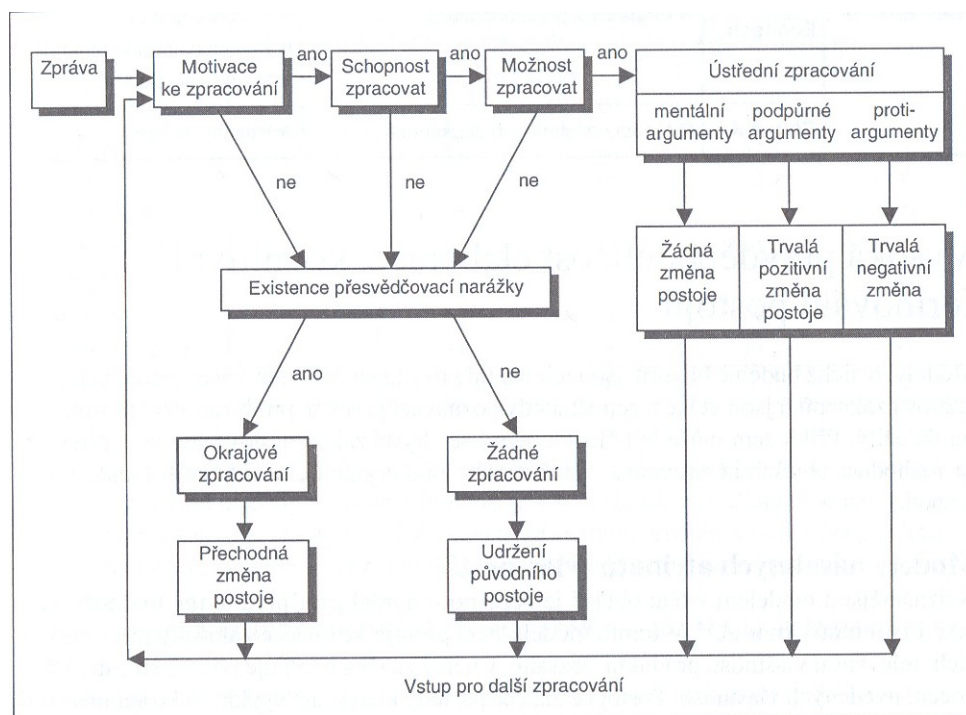 Zpráva
Motivace
ke zpracování
ano
Schopnost
zpracovat
ano
Možnost
zpracovat
ano
Ústřední zpracování
mentální
argumenty
podpůrné
argumenty
proti-
argumenty
ne
ne
ne
Žádná
změna
postoje
Trvalá
pozitivní
změna
postoje
Trvalá
negativní
změna
Existence přesvědčovací narážky
ano
ne
Okrajové
zpracování
Žádné
zpracování
Přechodná
změna
postoje
Udržení
původního
postoje
Vstup pro další zpracování